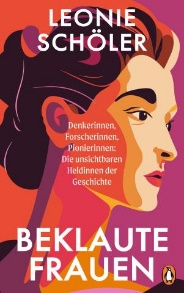 LEONIE
SCHÖLER
Denkerinnen,
Forscherinnen,
Pionierinnen:
Die unsichtbaren
Heldinnen der
Geschichte
BEKLAUTE
FRAUEN